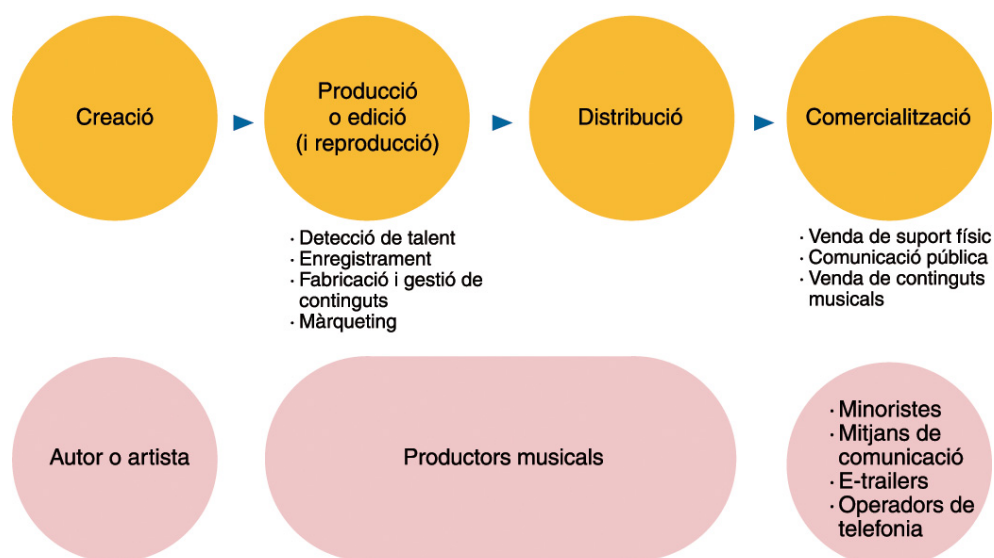 Creació
Producció
o edició
(i reproducció)
Distribució
Comercialització
· Detecció de talent
· Enregistrament
· Fabricació i gestió de
continguts
· Màrqueting
· Venda de suport físic
· Comunicació pública
· Venda de continguts
musicals
Autor o artista
Productors musicals
· Minoristes
· Mitjans de
comunicació
· E-trailers
· Operadors de
telefonia